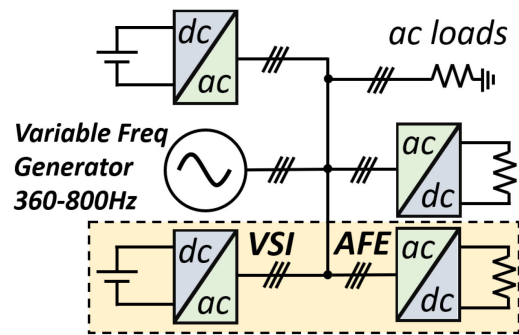 dc
ac
ac loads
Variable Freq
Generator
360-800Hz
ac
dc
dc
ac
VSI
AFE
ac
dc